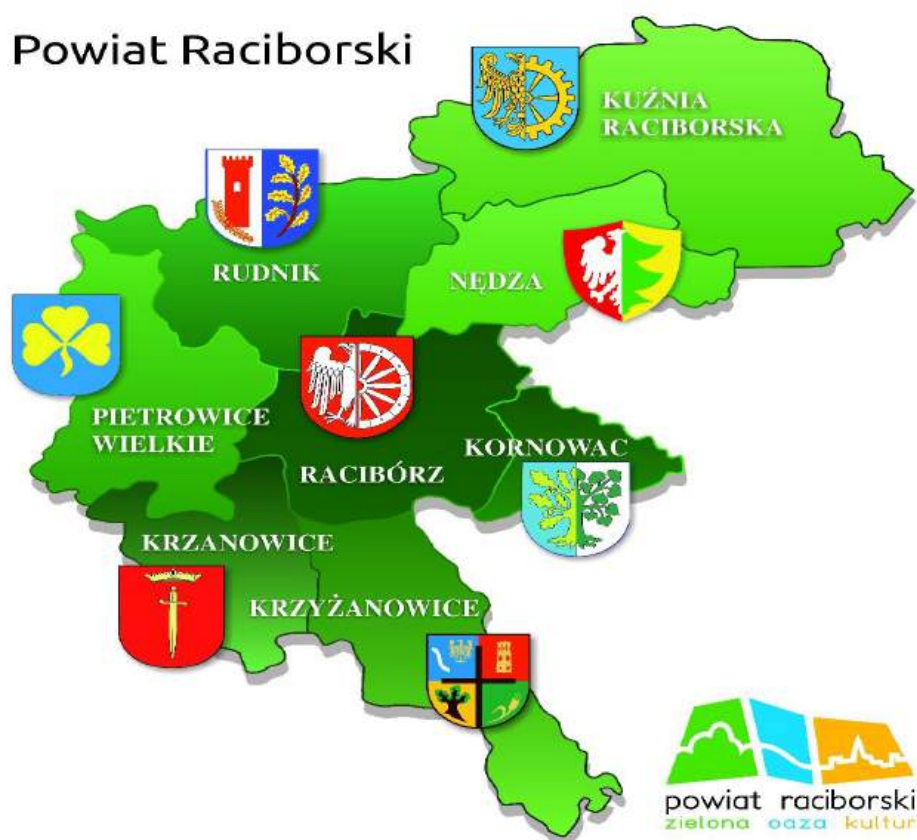 Powiat Raciborski
KUŹNIA
RACIBORSKA
RUDNIK
NĘDZA
PIETROWICE
WIELKIE
RACIBÓRZ
KORNOWAC
KRZANOWICE
KRZYŻANOWICE
powiat raciborski
zielona oaza kultur